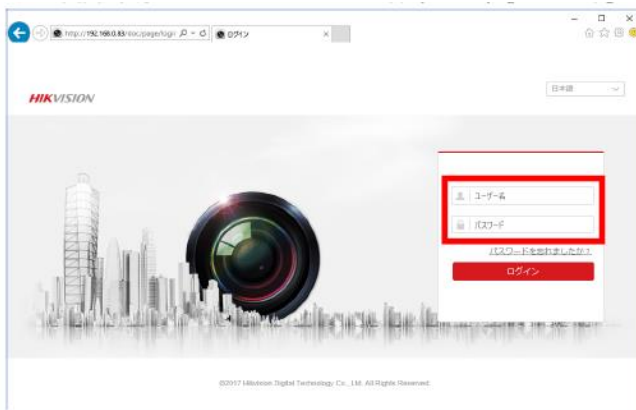 http://192.168.0.83/doc/page/login
ログイン
HIKVISION
日本語
ユーザー名
パスワード
パスワードを忘れましたか?
ログイン
©2017 Hikvision Digital Technology Co., Ltd. All Rights Reserved.